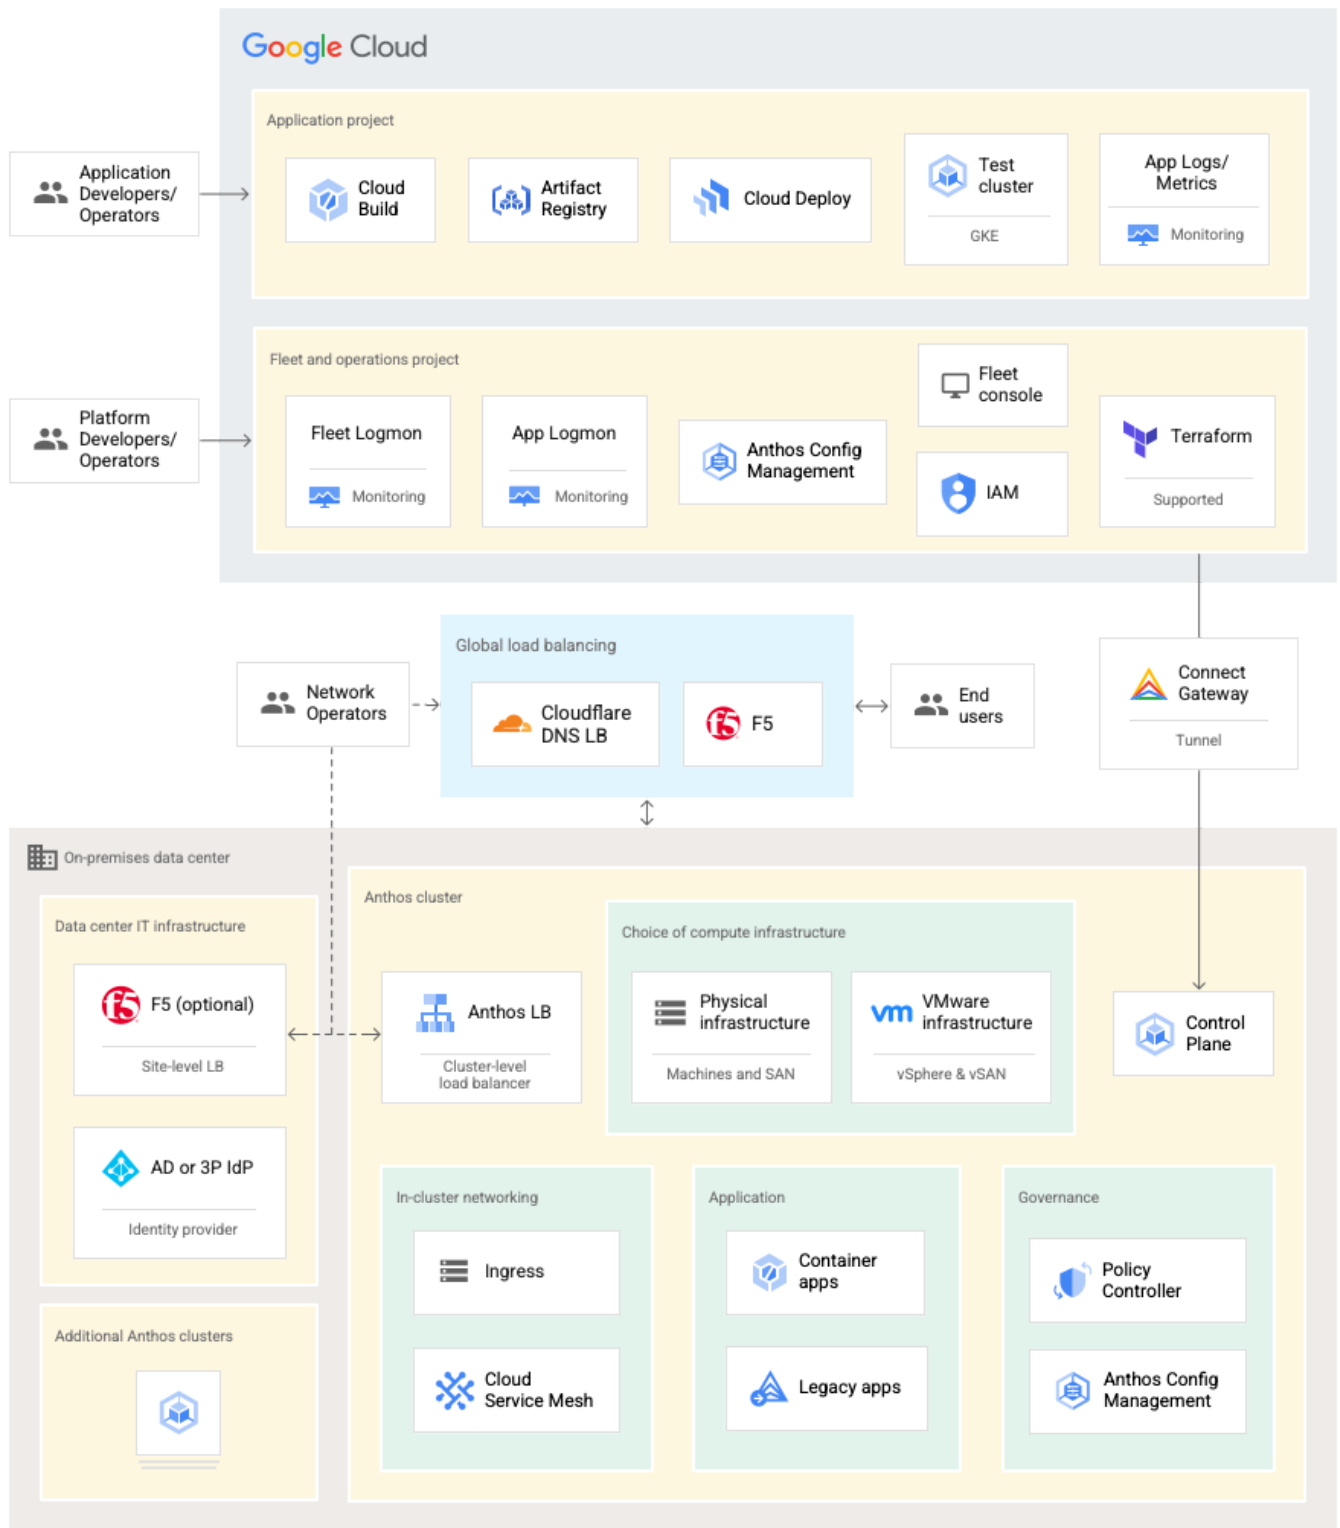 Google Cloud
Application project
Application
Developers/
Operators
Cloud
Build
Artifact
Registry
Cloud Deploy
Test
cluster
GKE
App Logs/
Metrics
Monitoring
Fleet and operations project
Platform
Developers/
Operators
Fleet Logmon
Monitoring
App Logmon
Monitoring
Anthos Config
Management
Fleet
console
IAM
Terraform
Supported
Global load balancing
Network
Operators
Cloudflare
DNS LB
F5
End
users
Connect
Gateway
Tunnel
On-premises data center
Data center IT infrastructure
f5
F5 (optional)
Site-level LB
AD or 3P IdP
Identity provider
Additional Anthos clusters
Anthos cluster
Anthos LB
Cluster-level
load balancer
Choice of compute infrastructure
Physical
infrastructure
Machines and SAN
vm
VMware
infrastructure
vSphere & vSAN
Control
Plane
In-cluster networking
Ingress
Cloud
Service Mesh
Application
Container
apps
Legacy apps
Governance
Policy
Controller
Anthos Config
Management